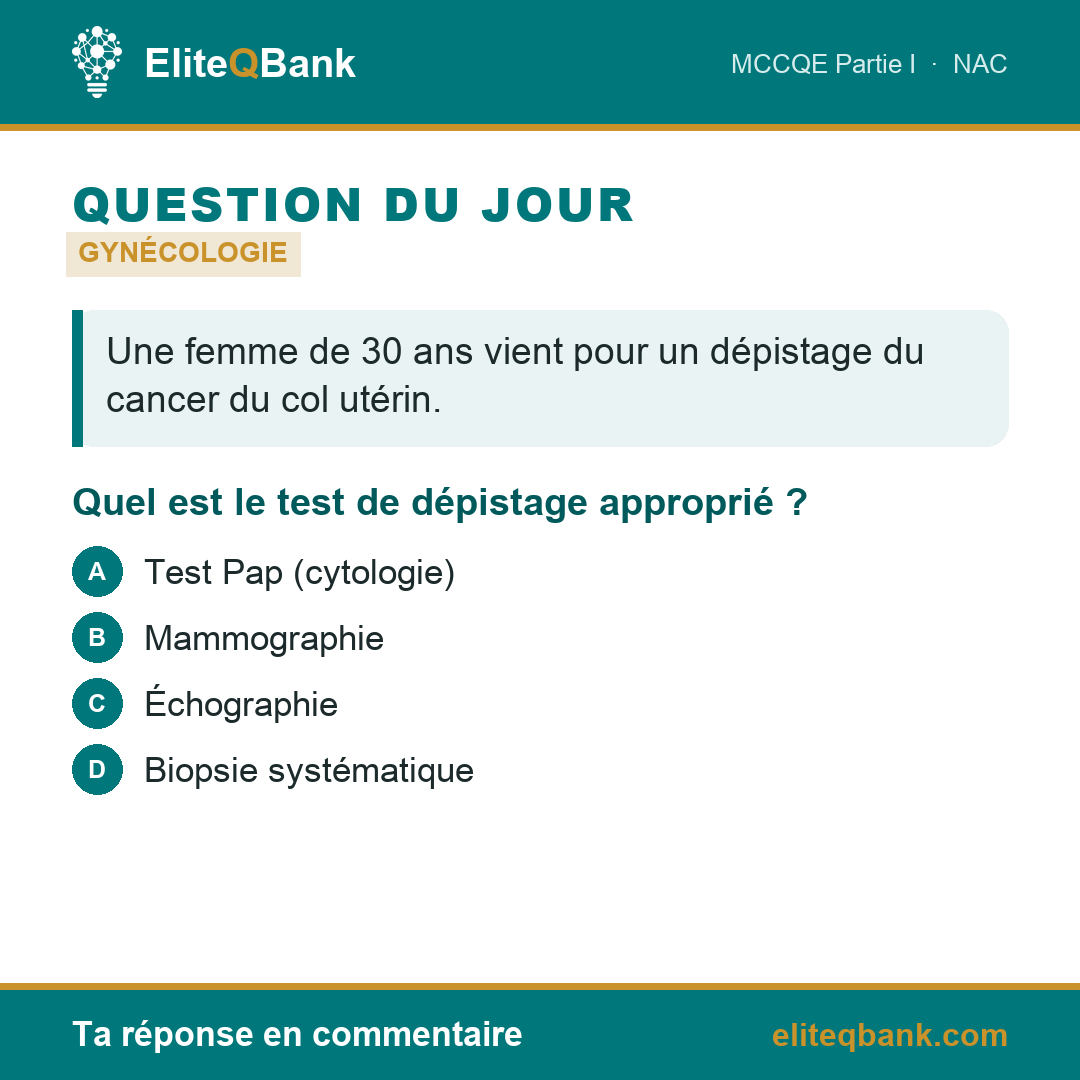 EliteQBank
MCCQE Partie I · NAC
QUESTION DU JOUR
GYNÉCOLOGIE
Une femme de 30 ans vient pour un dépistage du
cancer du col utérin.
Quel est le test de dépistage approprié ?
A Test Pap (cytologie)
B Mammographie
C Échographie
D Biopsie systématique
Ta réponse en commentaire
eliteqbank.com